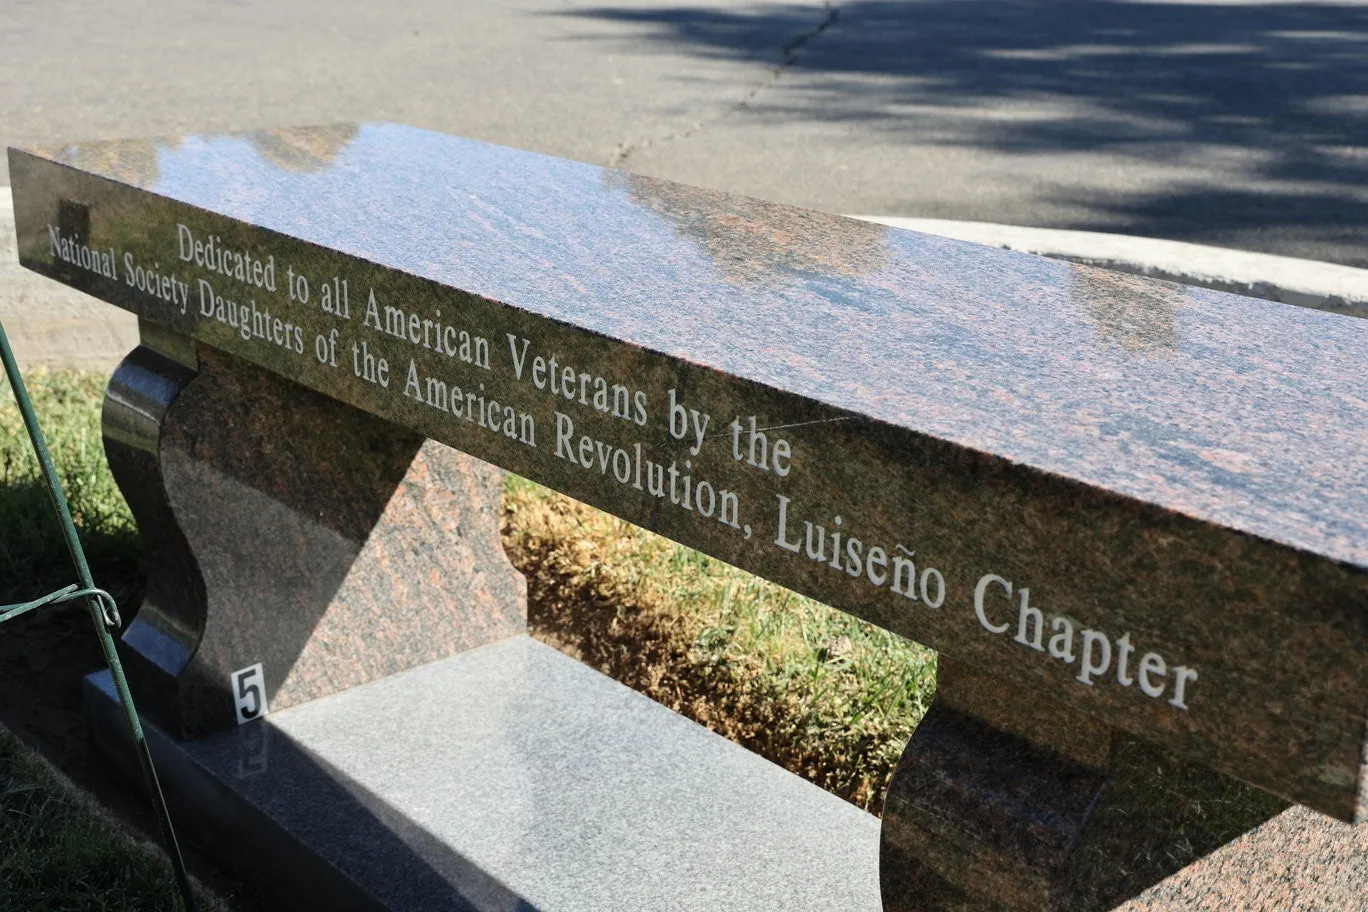 Dedicated to all American Veterans by the
National Society Daughters of the American Revolution, Luiseño Chapter
5